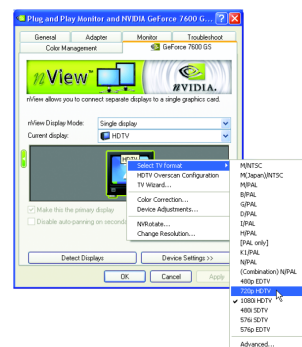 Plug and Play Monitor and NVIDIA GeForce 7600 G...
General
Adapter
Monitor
Troubleshoot
Color Management
GeForce 7600 GS
nView™
NVIDIA.
nView allows you to connect separate displays to a single graphics card.
nView Display Mode:
Single display
Current display:
HDTV
HDTV
Select TV format
HDTV Overscan Configuration
TV Wizard...
Color Correction...
Device Adjustments...
NVRotate...
Change Resolution...
Make this the primary display
Disable auto-panning on second
Detect Displays
Device Settings >>
OK
Cancel
Apply
M/NTSC
M(Japan)/NTSC
M/PAL
B/PAL
G/PAL
D/PAL
I/PAL
H/PAL
[PAL only]
K1/PAL
N/PAL
(Combination) N/PAL
480p EDTV
720p HDTV
1080i HDTV
480i SDTV
576i SDTV
576p EDTV
Advanced...